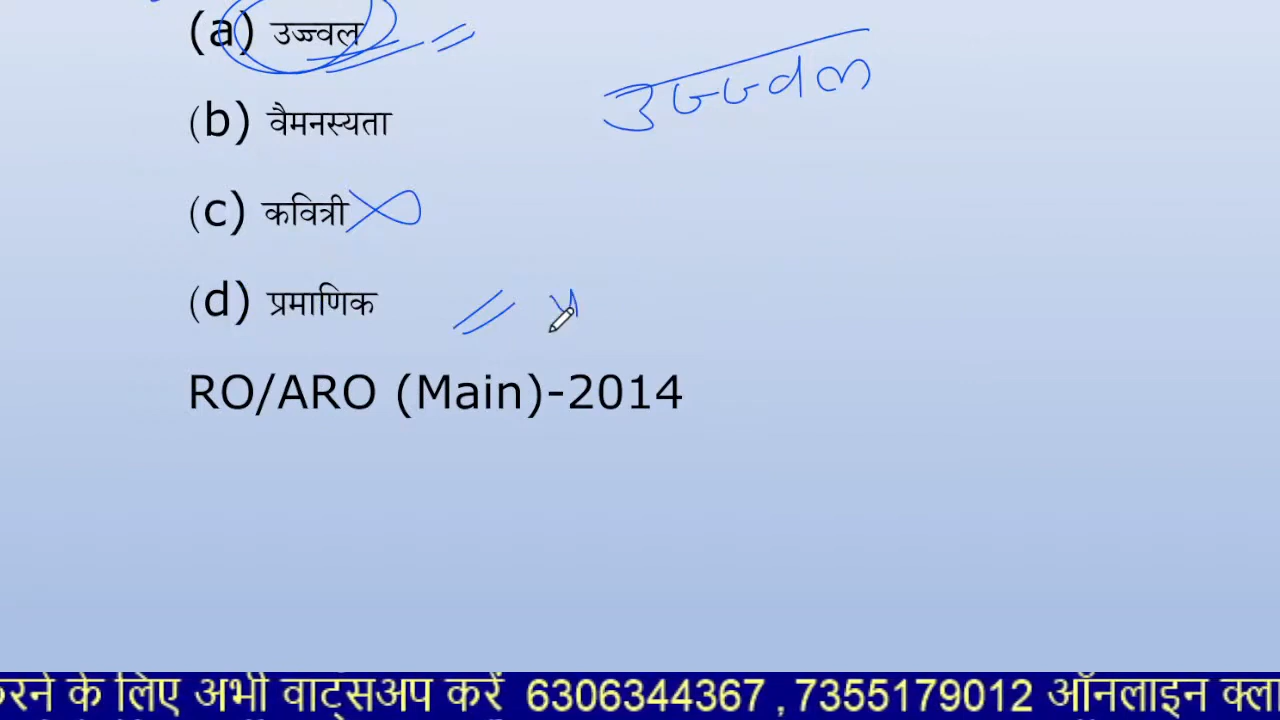 (a) उज्ज्वल
उज्ज्वल
(b) वैमनस्यता
(c) कवित्री
(d) प्रमाणिक
RO/ARO (Main)-2014
करने के लिए अभी वाट्सअप करें 6306344367 , 7355179012 ऑनलाइन क्ला